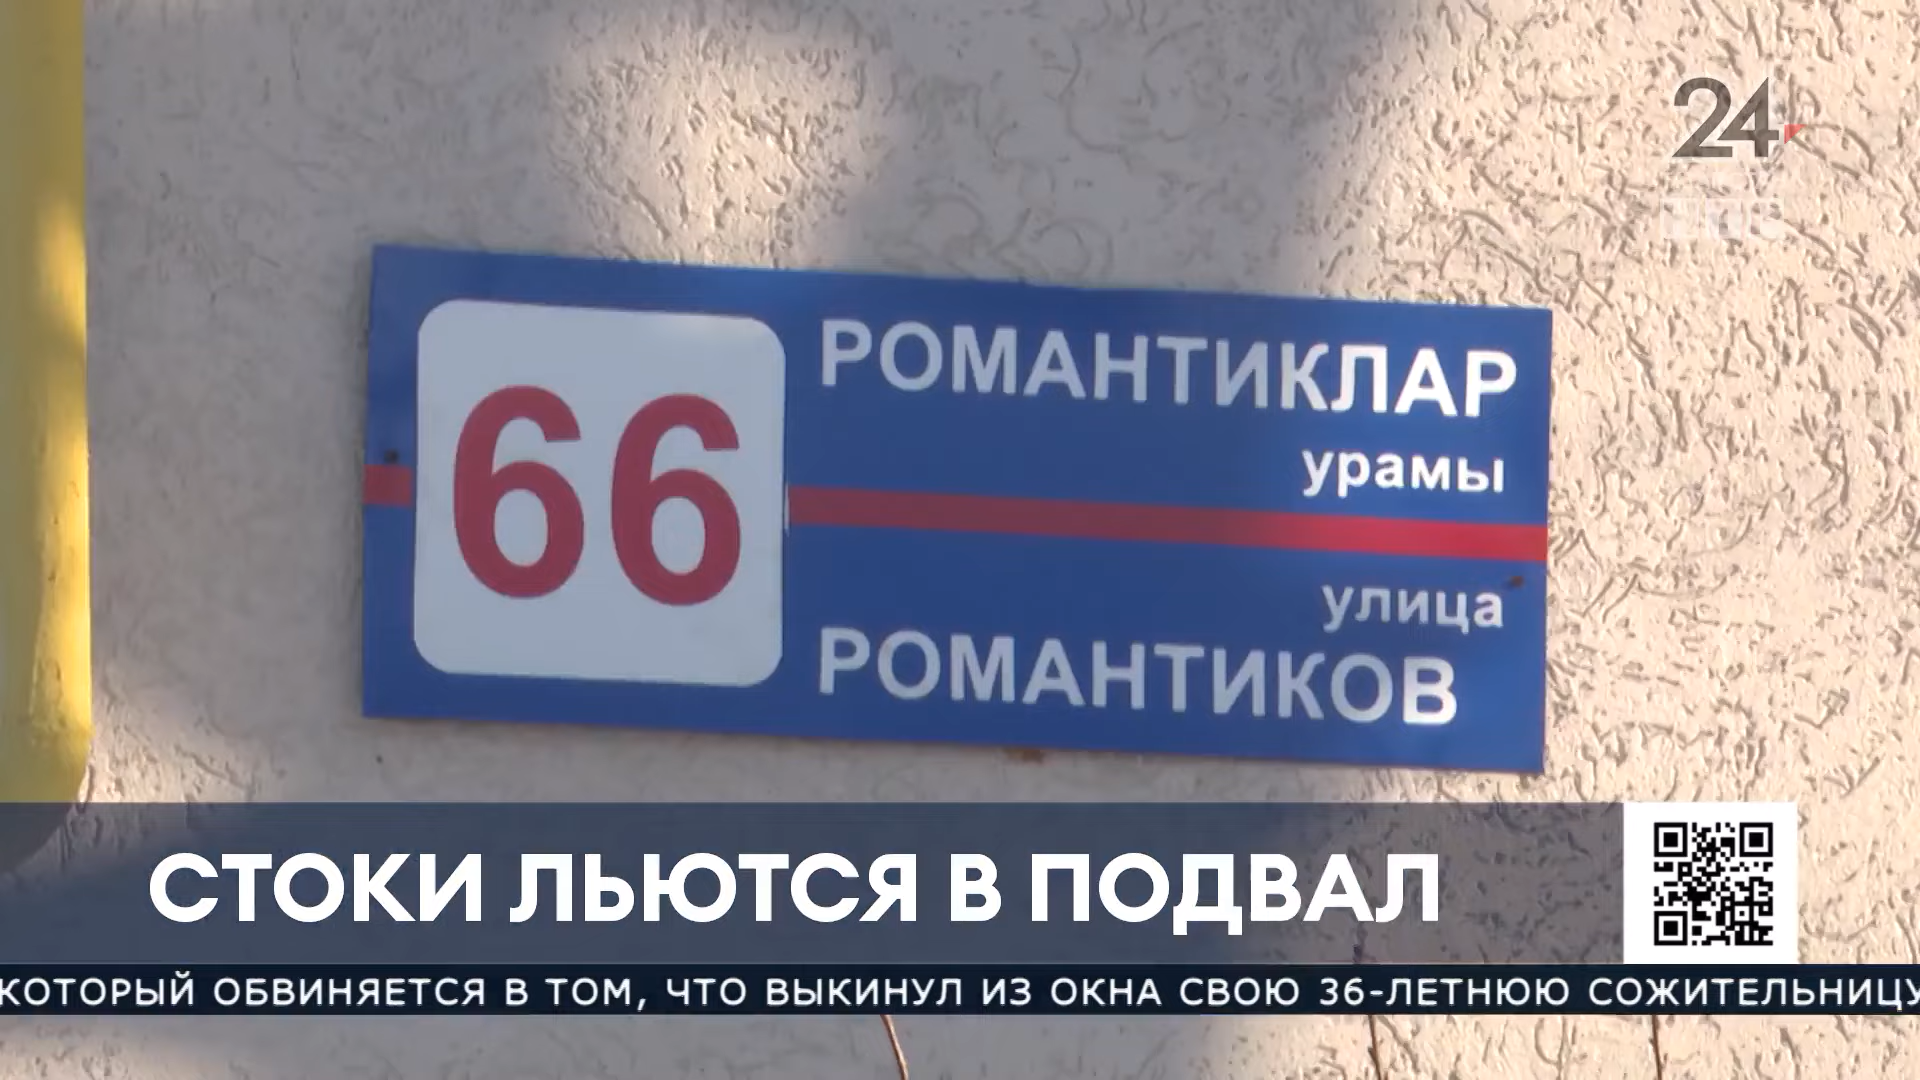 24
66
РОМАНТИКЛАР
урамы
улица
РОМАНТИКОВ
СТОКИ ЛЬЮТСЯ В ПОДВАЛ
КОТОРЫЙ ОБВИНЯЕТСЯ В ТОМ, ЧТО ВЫКИНУЛ ИЗ ОКНА СВОЮ 36-ЛЕТНЮЮ СОЖИТЕЛЬНИЦУ